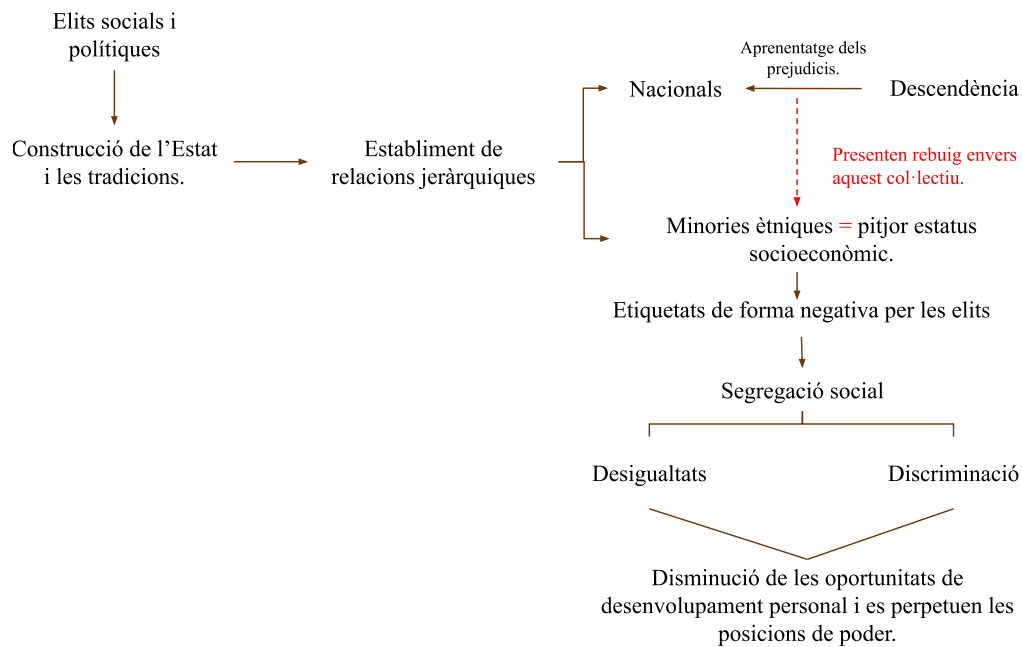 Elits socials i
polítiques
Construcció de l’Estat
i les tradicions.
Establiment de
relacions jeràrquiques
Aprenentatge dels
prejudicis.
Nacionals
Descendència
Presenten rebuig envers
aquest col·lectiu.
Minories ètniques = pitjor estatus
socioeconòmic.
Etiquetats de forma negativa per les elits
Segregació social
Desigualtats
Discriminació
Disminució de les oportunitats de
desenvolupament personal i es perpetuen les
posicions de poder.